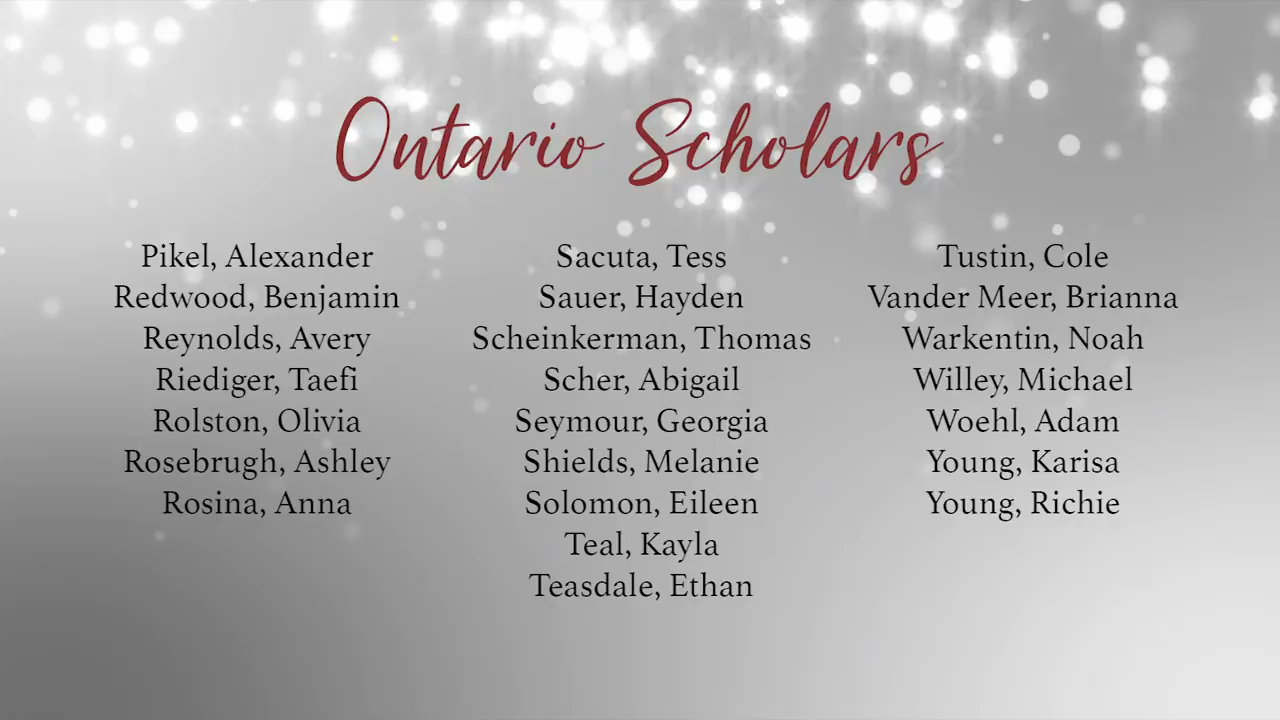 Ontario Scholars
Pikel, Alexander
Redwood, Benjamin
Reynolds, Avery
Riediger, Taefi
Rolston, Olivia
Rosebrugh, Ashley
Rosina, Anna
Sacuta, Tess
Sauer, Hayden
Scheinkerman, Thomas
Scher, Abigail
Seymour, Georgia
Shields, Melanie
Solomon, Eileen
Teal, Kayla
Teasdale, Ethan
Tustin, Cole
Vander Meer, Brianna
Warkentin, Noah
Willey, Michael
Woehl, Adam
Young, Karisa
Young, Richie